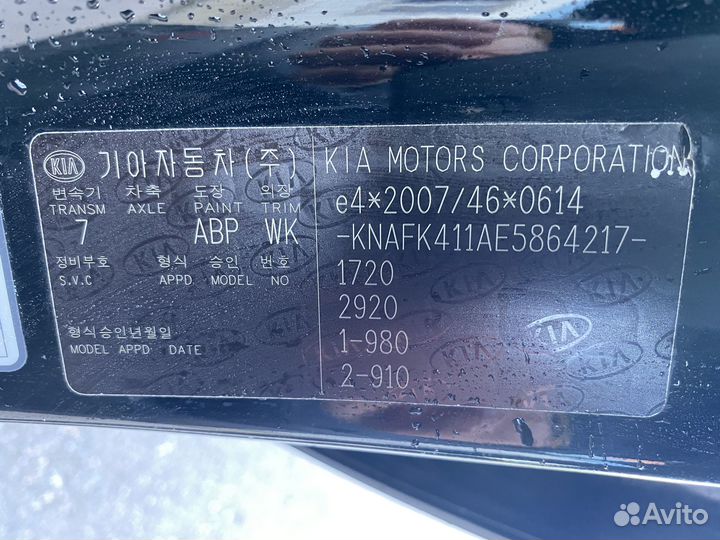 KIA 기아자동차(주)
변속기 차축 도장 의장
TRANSM AXLE PAINT TRIM
7 ABP WK
정비부호 형식 승인 번호
S.V.C APPD MODEL NO
형식승인년월일
MODEL APPD DATE
KIA MOTORS CORPORATION
e4*2007/46*0614
-KNAFK411AE5864217-
1720
2920
1-980
2-910
KIA
Avito